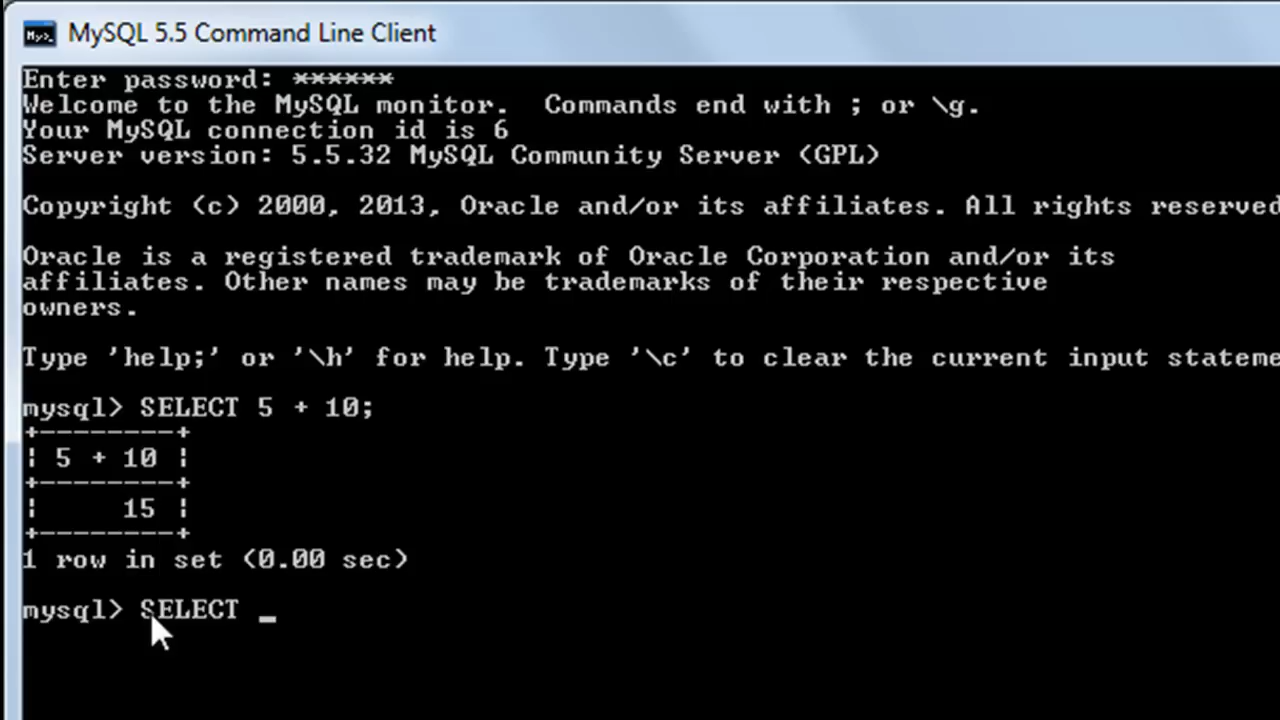 MySQL 5.5 Command Line Client
Enter password: ******
Welcome to the MySQL monitor.  Commands end with ; or \g.
Your MySQL connection id is 6
Server version: 5.5.32 MySQL Community Server (GPL)
Copyright (c) 2000, 2013, Oracle and/or its affiliates. All rights reserved
Oracle is a registered trademark of Oracle Corporation and/or its
affiliates. Other names may be trademarks of their respective
owners.
Type 'help;' or '\h' for help. Type '\c' to clear the current input stateme
mysql> SELECT 5 + 10;
+--------+
| 5 + 10 |
+--------+
|     15 |
+--------+
1 row in set (0.00 sec)
mysql> SELECT _